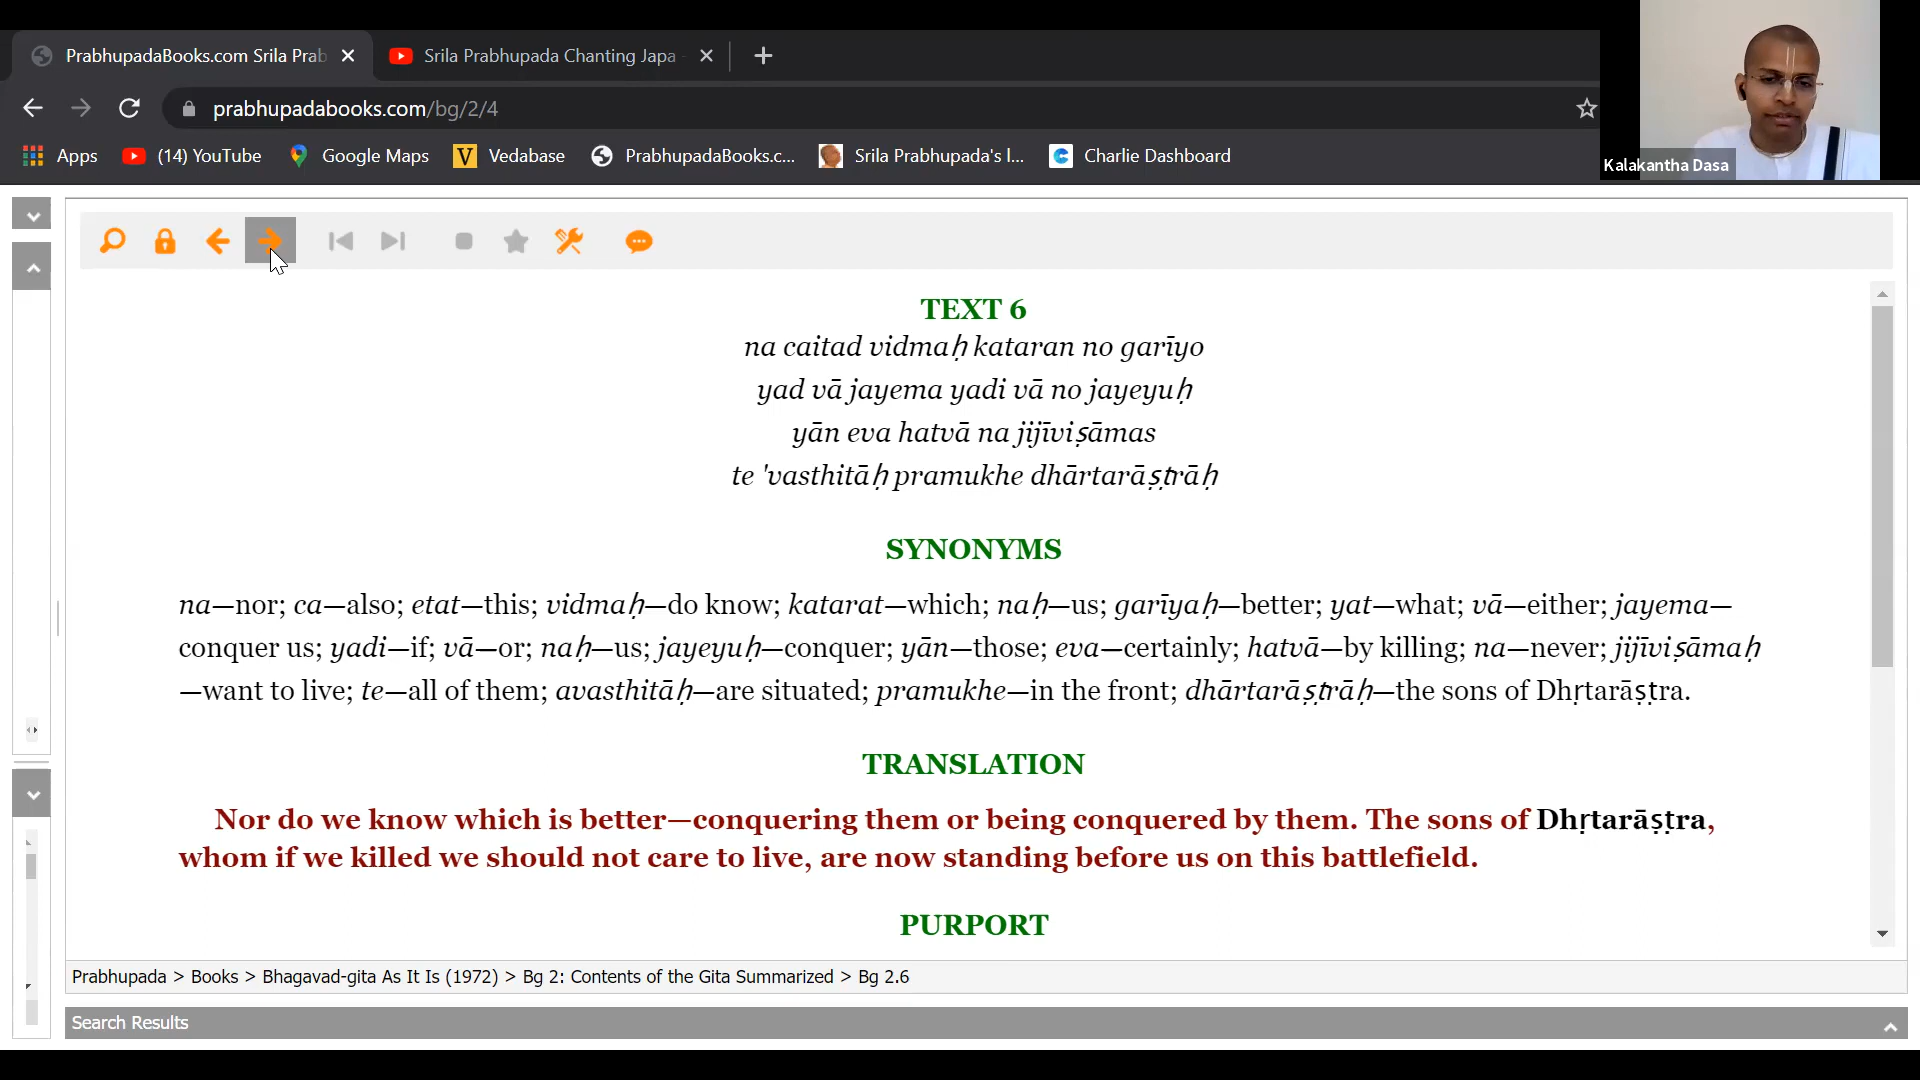 PrabhupadaBooks.com Srila Prab
Srila Prabhupada Chanting Japa
prabhupadabooks.com/bg/2/4
Apps
(14) YouTube
Google Maps
V
Vedabase
PrabhupadaBooks.c...
Srila Prabhupada's l...
Charlie Dashboard
Kalakantha Dasa
TEXT 6
na caitad vidmaḥ kataran no garīyo
yad vā jayema yadi vā no jayeyuḥ
yān eva hatvā na jijīviṣāmas
te 'vasthitāḥ pramukhe dhārtarāṣṭrāḥ
SYNONYMS
na—nor; ca—also; etat—this; vidmaḥ—do know; katarat—which; naḥ—us; garīyaḥ—better; yat—what; vā—either; jayema—
conquer us; yadi—if; vā—or; naḥ—us; jayeyuḥ—conquer; yān—those; eva—certainly; hatvā—by killing; na—never; jijīviṣāmaḥ
—want to live; te—all of them; avasthitāḥ—are situated; pramukhe—in the front; dhārtarāṣṭrāḥ—the sons of Dhṛtarāṣṭra.
TRANSLATION
Nor do we know which is better—conquering them or being conquered by them. The sons of Dhṛtarāṣṭra,
whom if we killed we should not care to live, are now standing before us on this battlefield.
PURPORT
Prabhupada > Books > Bhagavad-gita As It Is (1972) > Bg 2: Contents of the Gita Summarized > Bg 2.6
Search Results